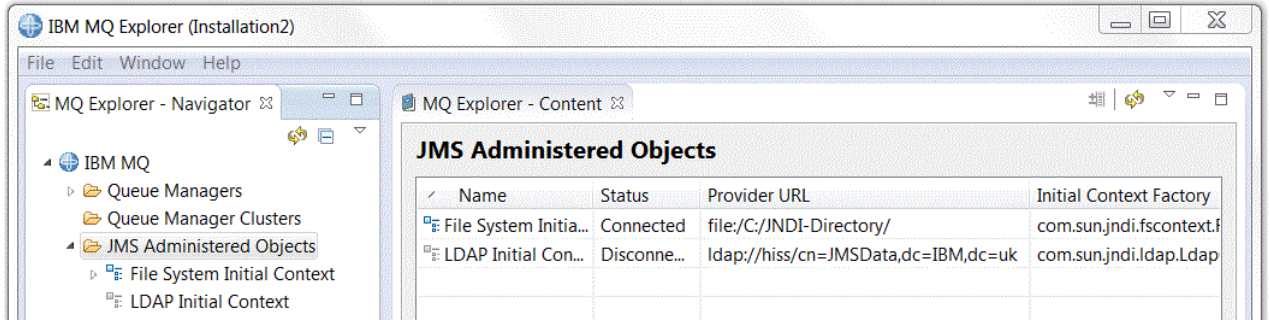 IBM MQ Explorer (Installation2)
File Edit Window Help
MQ Explorer - Navigator
IBM MQ
Queue Managers
Queue Manager Clusters
JMS Administered Objects
File System Initial Context
LDAP Initial Context
MQ Explorer - Content
JMS Administered Objects
Name Status Provider URL Initial Context Factory
File System Initia... Connected file:/C:/JNDI-Directory/ com.sun.jndi.fscontext.
LDAP Initial Con... Disconne... ldap://hiss/cn=JMSData,dc=IBM,dc=uk com.sun.jndi.ldap.Ldap